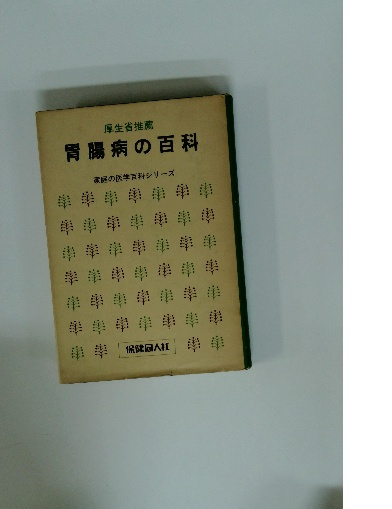 厚生省推薦
胃腸病の百科
家庭の医学百科シリーズ
保健同人社